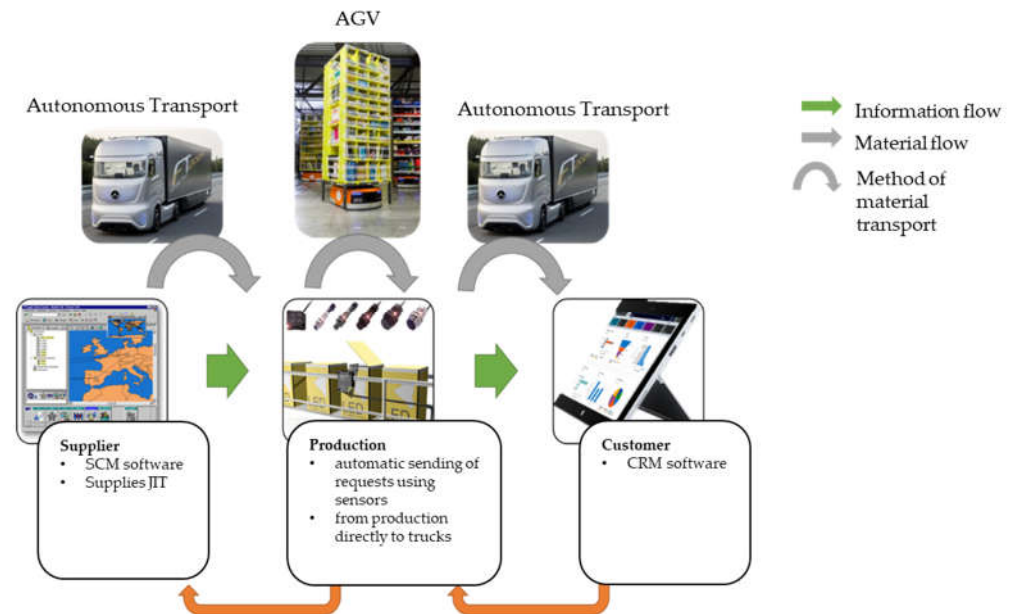 AGV
Autonomous Transport
Autonomous Transport
Information flow
Material flow
Method of
material
transport
Supplier
• SCM software
• Supplies JIT
Production
• automatic sending of
requests using
sensors
• from production
directly to trucks
Customer
• CRM software